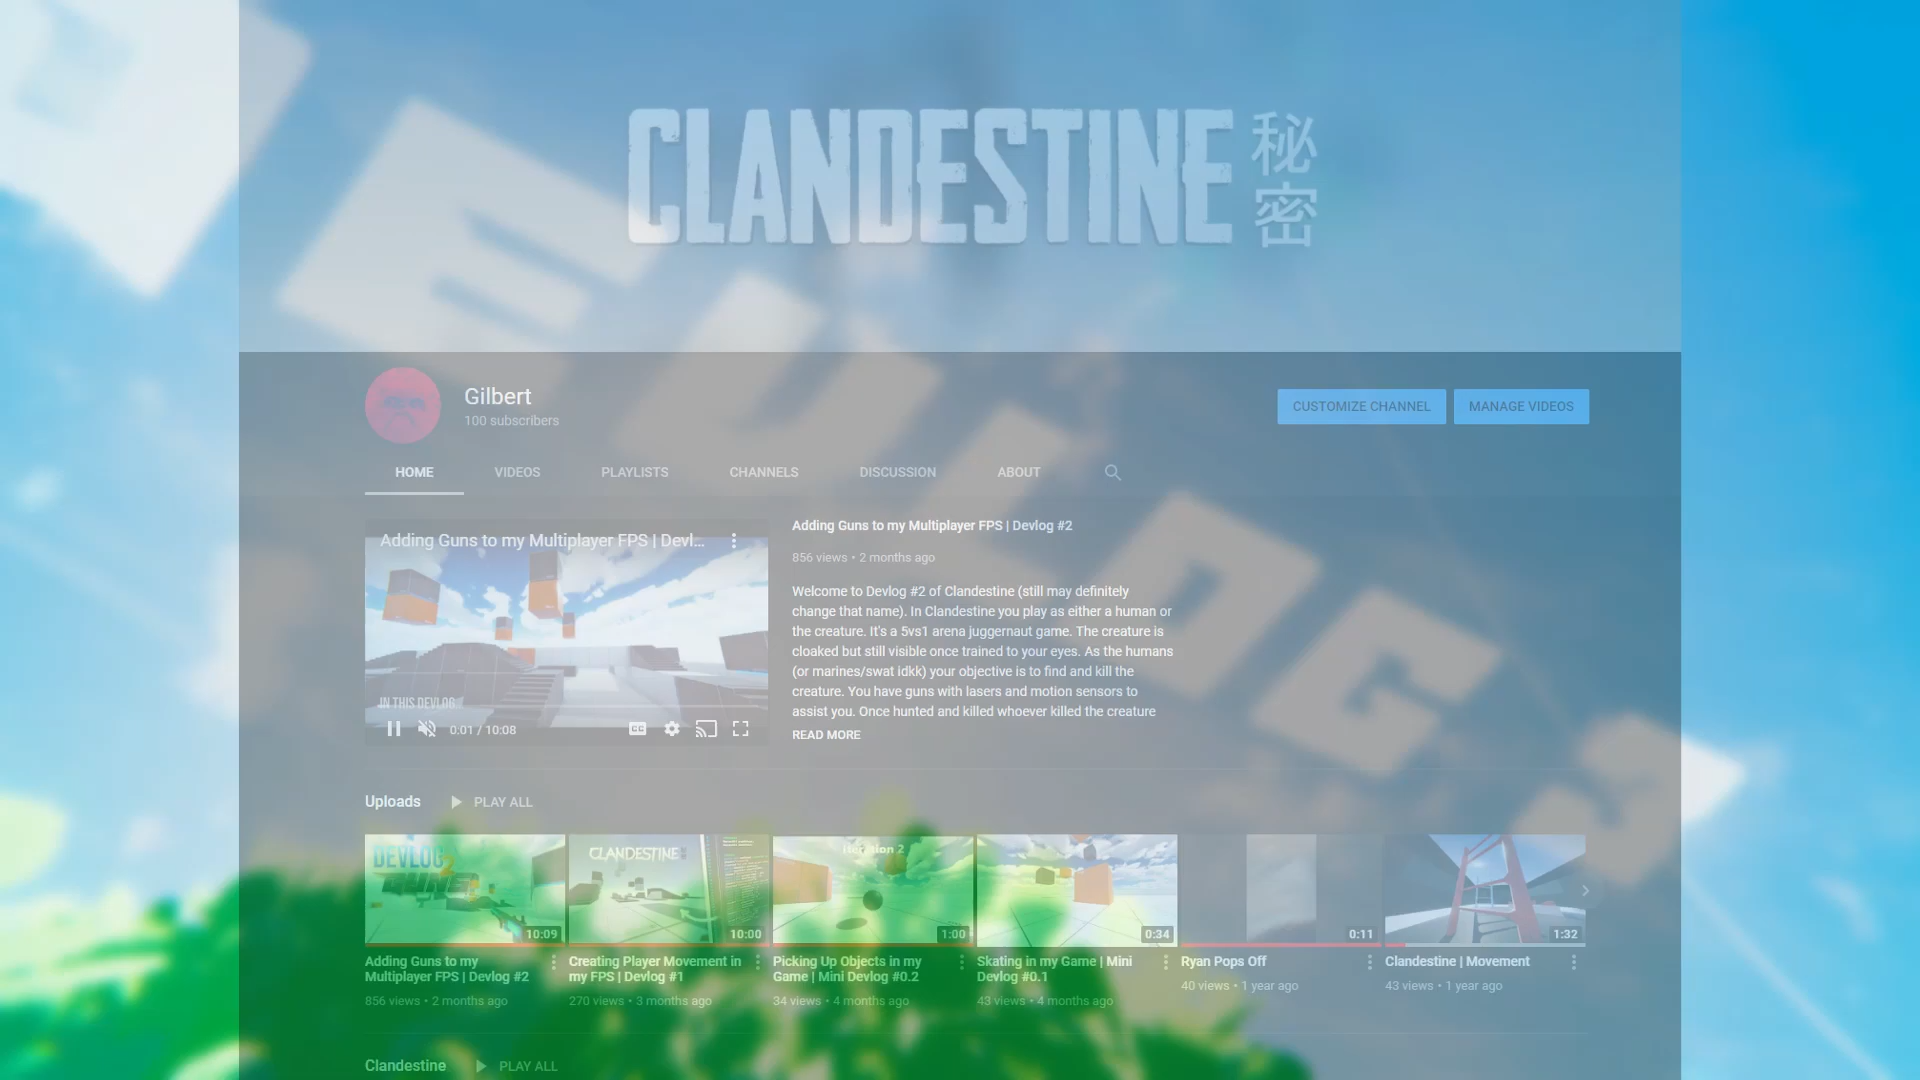 CLANDESTINE 秘密
DEVLOG 3
Gilbert
100 subscribers
CUSTOMIZE CHANNEL
MANAGE VIDEOS
HOME VIDEOS PLAYLISTS CHANNELS DISCUSSION ABOUT
Adding Guns to my Multiplayer FPS | Devl...
IN THIS DEVLOG
0:01 / 10:08
CC
Adding Guns to my Multiplayer FPS | Devlog #2
856 views • 2 months ago
Welcome to Devlog #2 of Clandestine (still may definitely
change that name). In Clandestine you play as either a human or
the creature. It's a 5vs1 arena juggernaut game. The creature is
cloaked but still visible once trained to your eyes. As the humans
(or marines/swat idkk) your objective is to find and kill the
creature. You have guns with lasers and motion sensors to
assist you. Once hunted and killed whoever killed the creature
READ MORE
Uploads PLAY ALL
DEVLOG 2
10:09
Adding Guns to my
Multiplayer FPS | Devlog #2
856 views • 2 months ago
CLANDESTINE
10:00
Creating Player Movement in
my FPS | Devlog #1
270 views • 3 months ago
Iteration 2
1:00
Picking Up Objects in my
Game | Mini Devlog #0.2
34 views • 4 months ago
0:34
Skating in my Game | Mini
Devlog #0.1
43 views • 4 months ago
0:11
Ryan Pops Off
40 views • 1 year ago
1:32
Clandestine | Movement
43 views • 1 year ago
Clandestine PLAY ALL